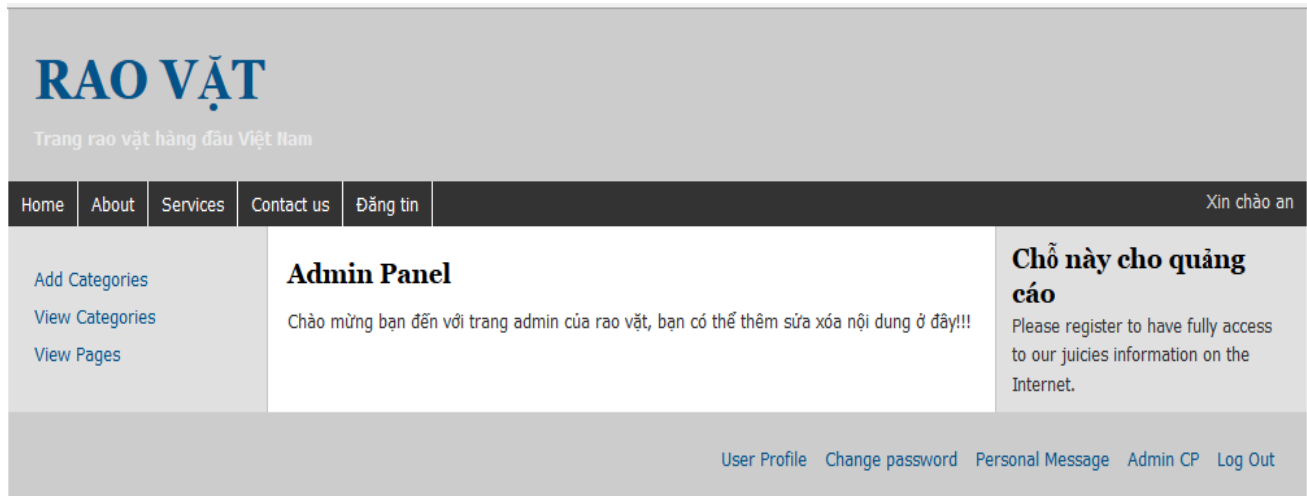 RAO VẶT
Trang rao vặt hàng đầu Việt Nam
Home About Services Contact us Đăng tin Xin chào an
Add Categories
View Categories
View Pages
Admin Panel
Chào mừng bạn đến với trang admin của rao vặt, bạn có thể thêm sửa xóa nội dung ở đây!!!
Chỗ này cho quảng
cáo
Please register to have fully access
to our juicies information on the
Internet.
User Profile Change password Personal Message Admin CP Log Out